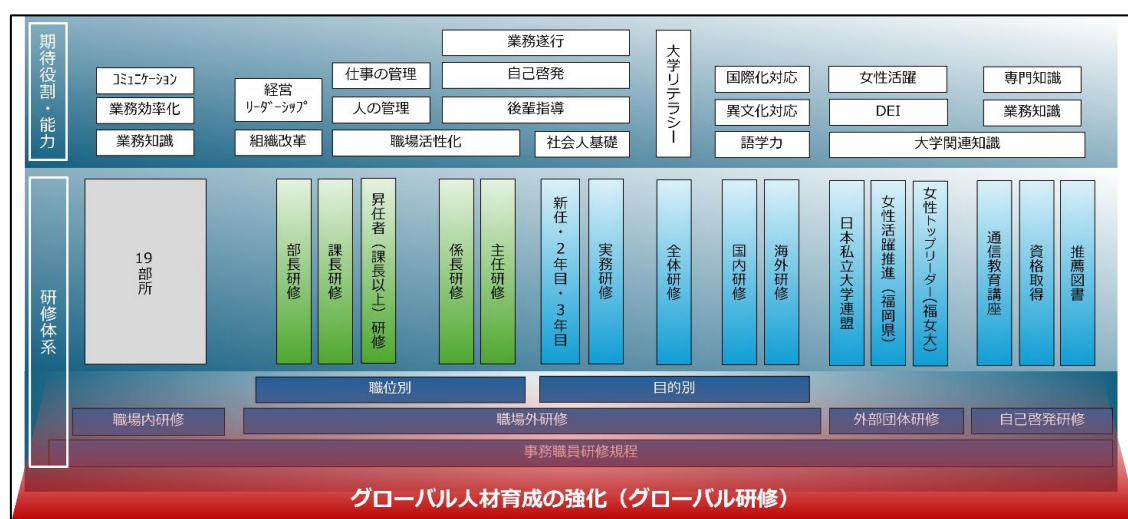 期待役割・能力
ｺﾐｭﾆｹｰｼｮﾝ
業務効率化
業務知識
経営
ﾘｰﾀﾞｰｼｯﾌﾟ
組織改革
仕事の管理
人の管理
職場活性化
業務遂行
自己啓発
後輩指導
社会人基礎
大学リテラシー
国際化対応
異文化対応
語学力
女性活躍
DEI
専門知識
業務知識
大学関連知識
研修体系
19部所
部長研修
課長研修
昇任者（課長以上）研修
係長研修
主任研修
新任・２年目・３年目
実務研修
全体研修
国内研修
海外研修
日本私立大学連盟
女性活躍推進（福岡県）
女性トップリーダー（福女大）
通信教育講座
資格取得
推薦図書
職位別
目的別
職場内研修
職場外研修
外部団体研修
自己啓発研修
事務職員研修規程
グローバル人材育成の強化（グローバル研修）